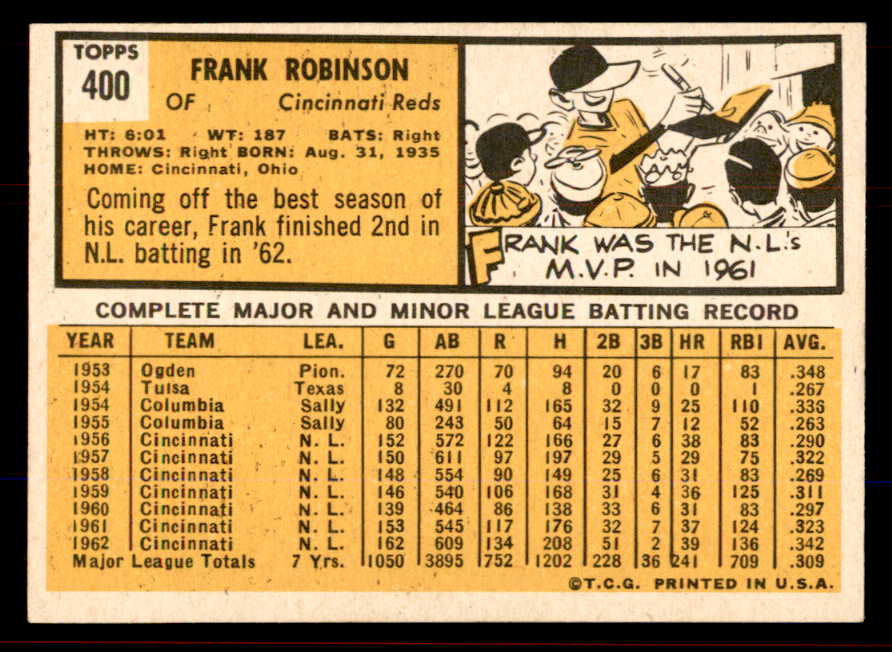 TOPPS
400
FRANK ROBINSON
OF Cincinnati Reds
HT: 6:01 WT: 187 BATS: Right
THROWS: Right BORN: Aug. 31, 1935
HOME: Cincinnati, Ohio
Coming off the best season of
his career, Frank finished 2nd in
N.L. batting in '62.
FRANK WAS THE N.L.'s
M.V.P. IN 1961
COMPLETE MAJOR AND MINOR LEAGUE BATTING RECORD
YEAR TEAM LEA. G AB R H 2B 3B HR RBI AVG.
1953 Ogden Pion. 72 270 70 94 20 6 17 83 .348
1954 Tulsa Texas 8 30 4 8 0 0 0 1 .267
1954 Columbia Sally 132 491 112 165 32 9 25 110 .336
1955 Columbia Sally 80 243 50 64 15 7 12 52 .263
1956 Cincinnati N. L. 152 572 122 166 27 6 38 83 .290
1957 Cincinnati N. L. 150 611 97 197 29 5 29 75 .322
1958 Cincinnati N. L. 148 554 90 149 25 6 31 83 .269
1959 Cincinnati N. L. 146 540 106 168 31 4 36 125 .311
1960 Cincinnati N. L. 139 464 86 138 33 6 31 83 .297
1961 Cincinnati N. L. 153 545 117 176 32 7 37 124 .323
1962 Cincinnati N. L. 162 609 134 208 51 2 39 136 .342
Major League Totals 7 Yrs. 1050 3895 752 1202 228 36 241 709 .309
©T.C.G. PRINTED IN U.S.A.